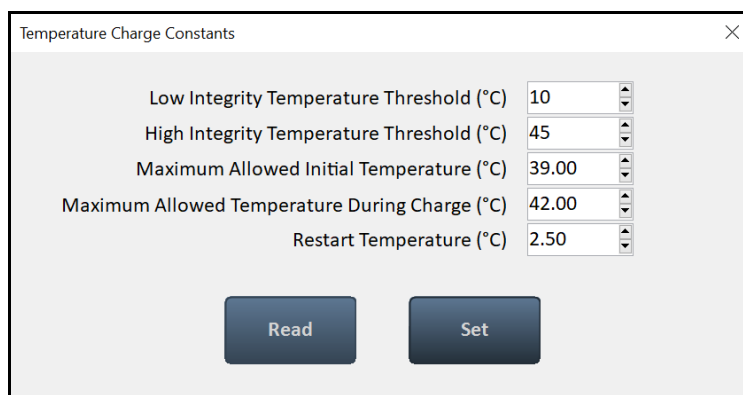 Temperature Charge Constants
Low Integrity Temperature Threshold (°C) 10
High Integrity Temperature Threshold (°C) 45
Maximum Allowed Initial Temperature (°C) 39.00
Maximum Allowed Temperature During Charge (°C) 42.00
Restart Temperature (°C) 2.50
Read Set